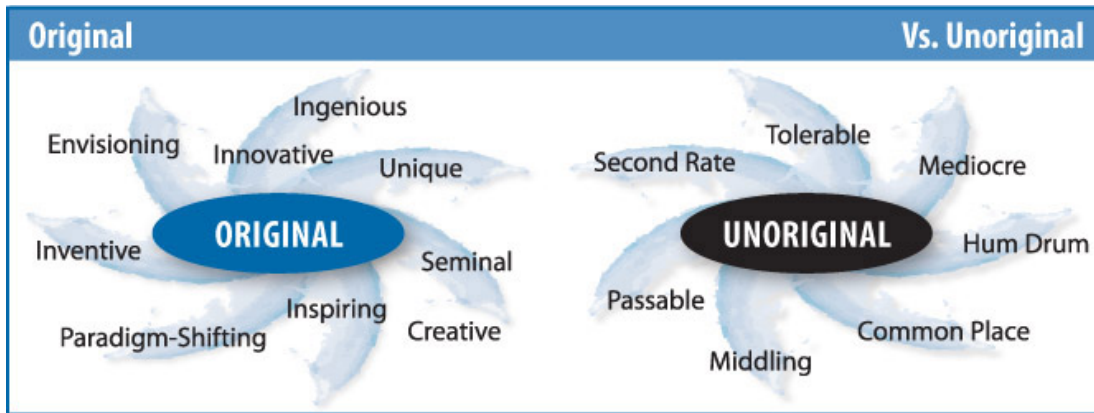 Original
Vs. Unoriginal
Ingenious
Envisioning
Innovative
Unique
ORIGINAL
Inventive
Seminal
Inspiring
Paradigm-Shifting
Creative
Tolerable
Second Rate
Mediocre
UNORIGINAL
Hum Drum
Passable
Common Place
Middling